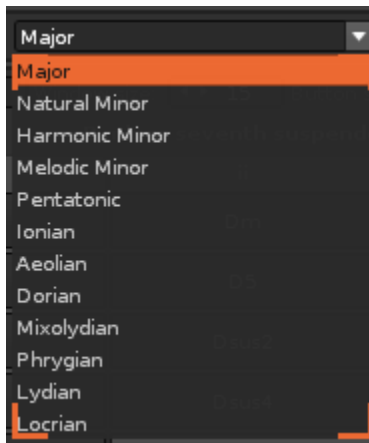 Major
Major
Natural Minor
Harmonic Minor
Melodic Minor
Pentatonic
Ionian
Aeolian
Dorian
Mixolydian
Phrygian
Lydian
Locrian